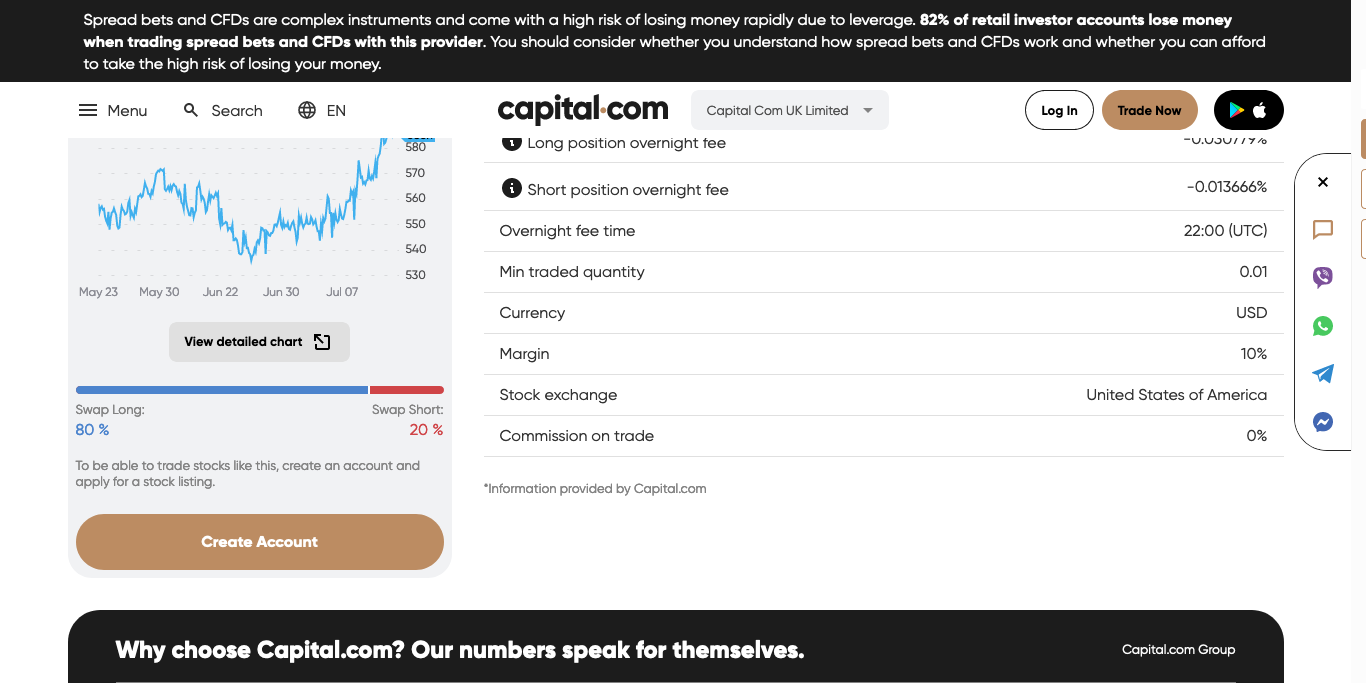 Spread bets and CFDs are complex instruments and come with a high risk of losing money rapidly due to leverage. 82% of retail investor accounts lose money
when trading spread bets and CFDs with this provider. You should consider whether you understand how spread bets and CFDs work and whether you can afford
to take the high risk of losing your money.
Menu
Search
EN
capital.com
Capital Com UK Limited
Log In
Trade Now
580
570
560
550
540
530
May 23
May 30
Jun 22
Jun 30
Jul 07
View detailed chart
Swap Long:
Swap Short:
80 %
20 %
To be able to trade stocks like this, create an account and
apply for a stock listing.
Create Account
Long position overnight fee
-0.030779%
Short position overnight fee
-0.013666%
Overnight fee time
22:00 (UTC)
Min traded quantity
0.01
Currency
USD
Margin
10%
Stock exchange
United States of America
Commission on trade
0%
*Information provided by Capital.com
Why choose Capital.com? Our numbers speak for themselves.
Capital.com Group